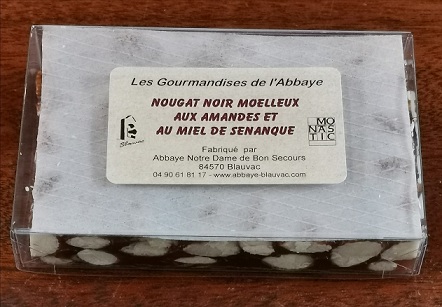 Les Gourmandises de l'Abbaye
NOUGAT NOIR MOELLEUX
AUX AMANDES ET
AU MIEL DE SENANQUE
Blauvac
MO
NAS
TIC
Fabriqué par
Abbaye Notre Dame de Bon Secours
84570 Blauvac
04 90 61 81 17 - www.abbaye-blauvac.com